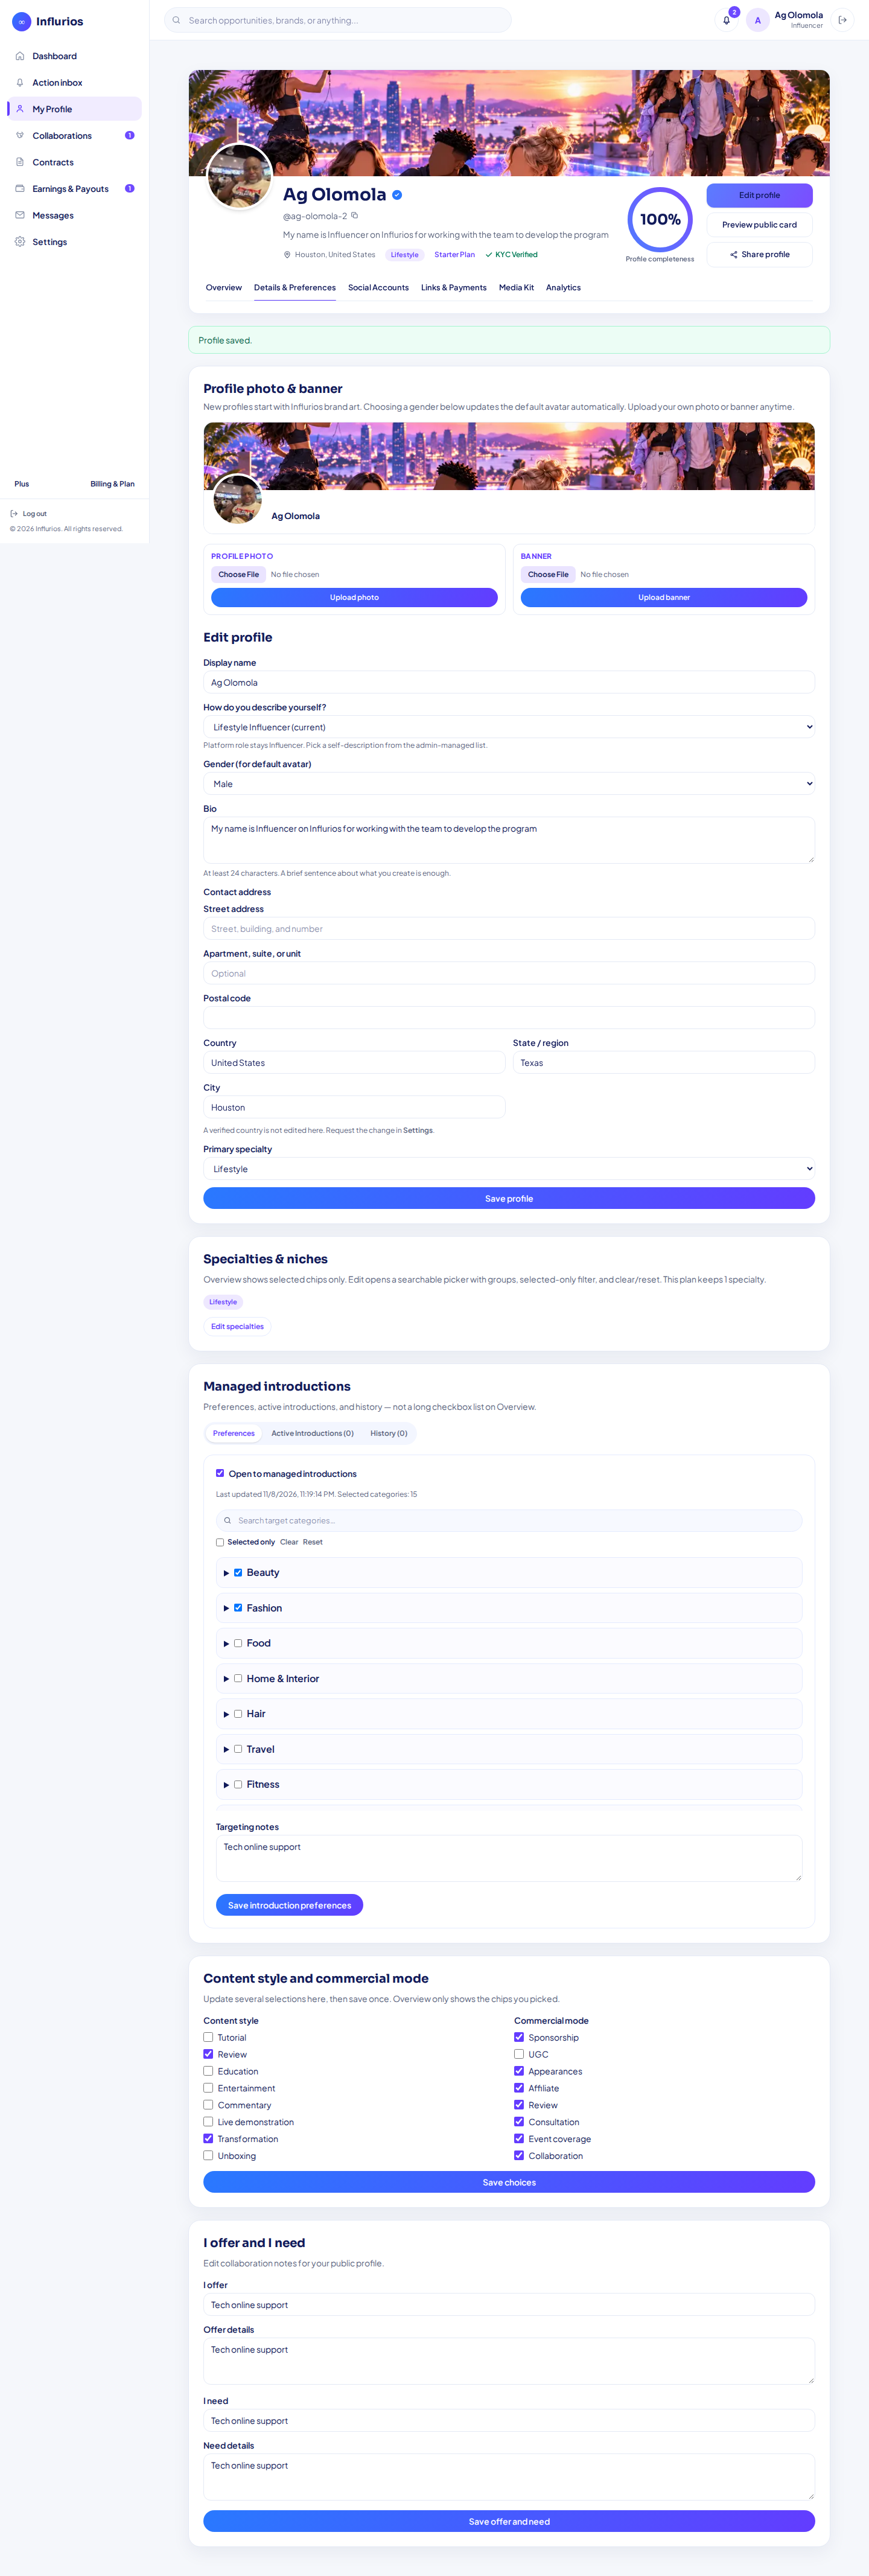 Influrios
Dashboard
Action inbox
My Profile
Collaborations 1
Contracts
Earnings & Payouts 1
Messages
Settings
Plus Billing & Plan
Log out
© 2026 Influrios. All rights reserved.
Search opportunities, brands, or anything...
2
A
Ag Olomola
Influencer
Ag Olomola
@ag-olomola-2
My name is Influencer on Influrios for working with the team to develop the program
Houston, United States Lifestyle Starter Plan KYC Verified
100%
Profile completeness
Edit profile
Preview public card
Share profile
Overview Details & Preferences Social Accounts Links & Payments Media Kit Analytics
Profile saved.
Profile photo & banner
New profiles start with Influrios brand art. Choosing a gender below updates the default avatar automatically. Upload your own photo or banner anytime.
Ag Olomola
PROFILE PHOTO
Choose File No file chosen
Upload photo
BANNER
Choose File No file chosen
Upload banner
Edit profile
Display name
Ag Olomola
How do you describe yourself?
Lifestyle Influencer (current)
Platform role stays Influencer. Pick a self-description from the admin-managed list.
Gender (for default avatar)
Male
Bio
My name is Influencer on Influrios for working with the team to develop the program
At least 24 characters. A brief sentence about what you create is enough.
Contact address
Street address
Street, building, and number
Apartment, suite, or unit
Optional
Postal code
Country
United States
State / region
Texas
City
Houston
A verified country is not edited here. Request the change in Settings.
Primary specialty
Lifestyle
Save profile
Specialties & niches
Overview shows selected chips only. Edit opens a searchable picker with groups, selected-only filter, and clear/reset. This plan keeps 1 specialty.
Lifestyle
Edit specialties
Managed introductions
Preferences, active introductions, and history — not a long checkbox list on Overview.
Preferences Active Introductions (0) History (0)
Open to managed introductions
Last updated 11/8/2026, 11:19:14 PM. Selected categories: 15
Search target categories...
Selected only Clear Reset
Beauty
Fashion
Food
Home & Interior
Hair
Travel
Fitness
Targeting notes
Tech online support
Save introduction preferences
Content style and commercial mode
Update several selections here, then save once. Overview only shows the chips you picked.
Content style
Tutorial
Review
Education
Entertainment
Commentary
Live demonstration
Transformation
Unboxing
Commercial mode
Sponsorship
UGC
Appearances
Affiliate
Review
Consultation
Event coverage
Collaboration
Save choices
I offer and I need
Edit collaboration notes for your public profile.
I offer
Tech online support
Offer details
Tech online support
I need
Tech online support
Need details
Tech online support
Save offer and need